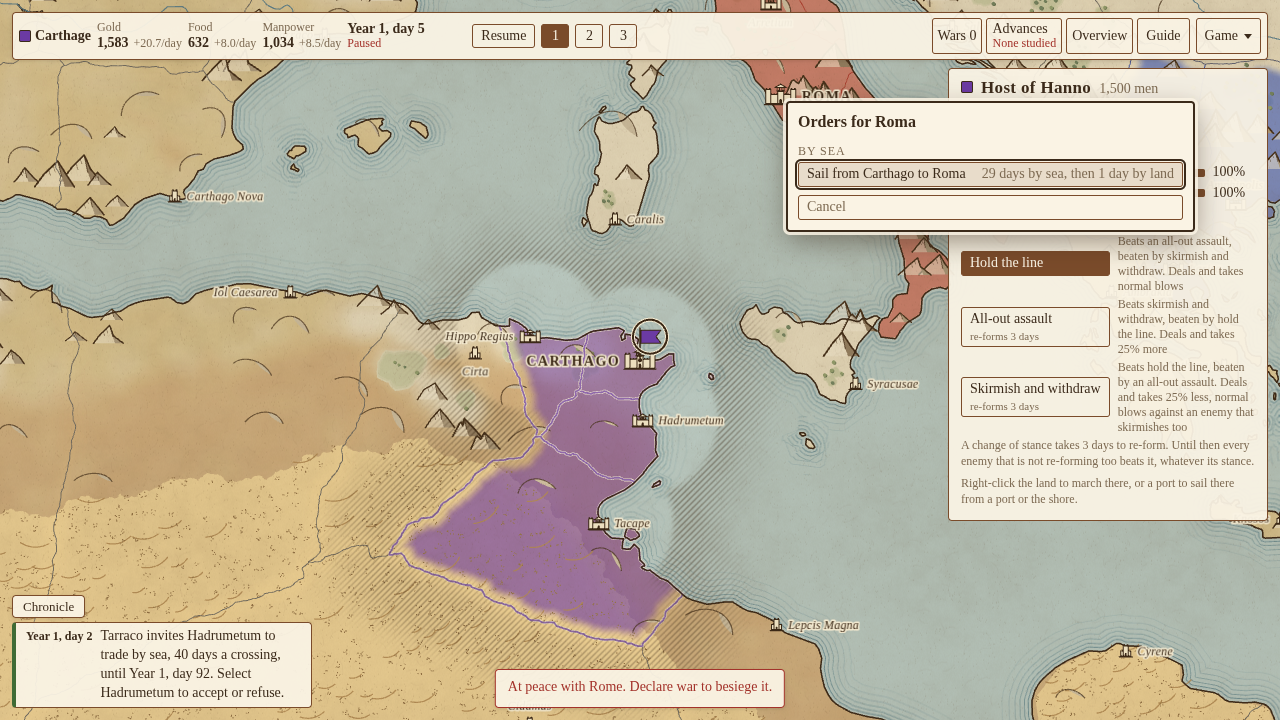 Carthage
Gold
1,583 +20.7/day
Food
632 +8.0/day
Manpower
1,034 +8.5/day
Year 1, day 5
Paused
Resume
1
2
3
Wars 0
Advances
None studied
Overview
Guide
Game
Host of Hanno 1,500 men
ROMA
Orders for Roma
BY SEA
Sail from Carthago to Roma 29 days by sea, then 1 day by land
Cancel
100%
100%
Hold the line
Beats an all-out assault,
beaten by skirmish and
withdraw. Deals and takes
normal blows
All-out assault
re-forms 3 days
Beats skirmish and
withdraw, beaten by hold
the line. Deals and takes
25% more
Skirmish and withdraw
re-forms 3 days
Beats hold the line, beaten
by an all-out assault. Deals
and takes 25% less, normal
blows against an enemy that
skirmishes too
A change of stance takes 3 days to re-form. Until then every
enemy that is not re-forming too beats it, whatever its stance.
Right-click the land to march there, or a port to sail there
from a port or the shore.
Carthago Nova
Caralis
Iol Caesarea
Hippo Regius
CARTHAGO
Cirta
Syracusae
Hadrumetum
Tacape
Lepcis Magna
Cyrene
Chronicle
Year 1, day 2 Tarraco invites Hadrumetum to
trade by sea, 40 days a crossing,
until Year 1, day 92. Select
Hadrumetum to accept or refuse.
At peace with Rome. Declare war to besiege it.